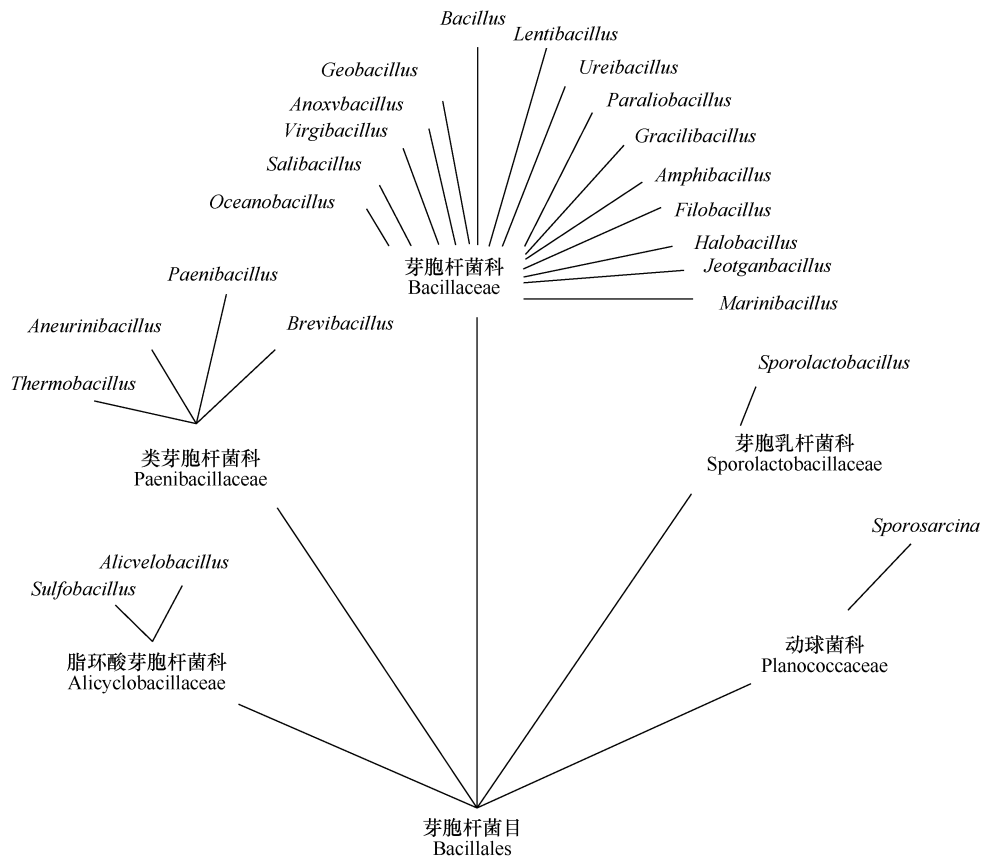 Bacillus
Lentibacillus
Geobacillus
Ureibacillus
Anoxvbacillus
Paraliobacillus
Virgibacillus
Gracilibacillus
Salibacillus
Amphibacillus
Oceanobacillus
Filobacillus
Halobacillus
芽胞杆菌科
Jeotganbacillus
Bacillaceae
Paenibacillus
Marinibacillus
Aneurinibacillus
Brevibacillus
Sporolactobacillus
Thermobacillus
芽胞乳杆菌科
Sporolactobacillaceae
类芽胞杆菌科
Paenibacillaceae
Sporosarcina
Alicvelobacillus
Sulfobacillus
动球菌科
Planococcaceae
脂环酸芽胞杆菌科
Alicyclobacillaceae
芽胞杆菌目
Bacillales